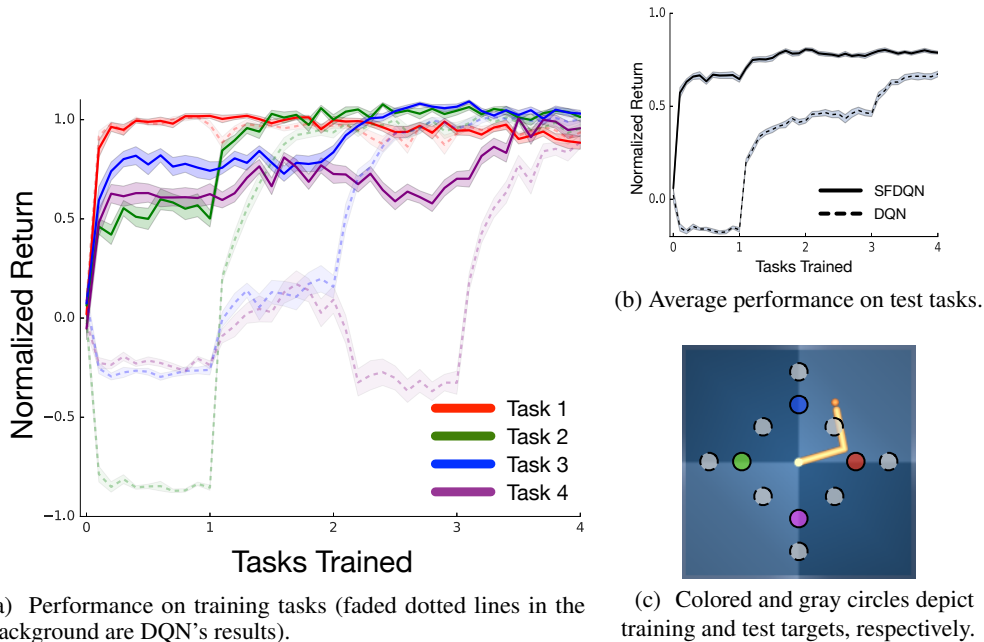 Normalized Return
1.0
0.5
0.0
−0.5
−1.0
0
1
2
3
4
Tasks Trained
Task 1
Task 2
Task 3
Task 4
a) Performance on training tasks (faded dotted lines in the
background are DQN's results).
Normalized Return
1.0
0.5
0.0
0
1
2
3
4
Tasks Trained
SFDQN
DQN
(b) Average performance on test tasks.
(c) Colored and gray circles depict
training and test targets, respectively.